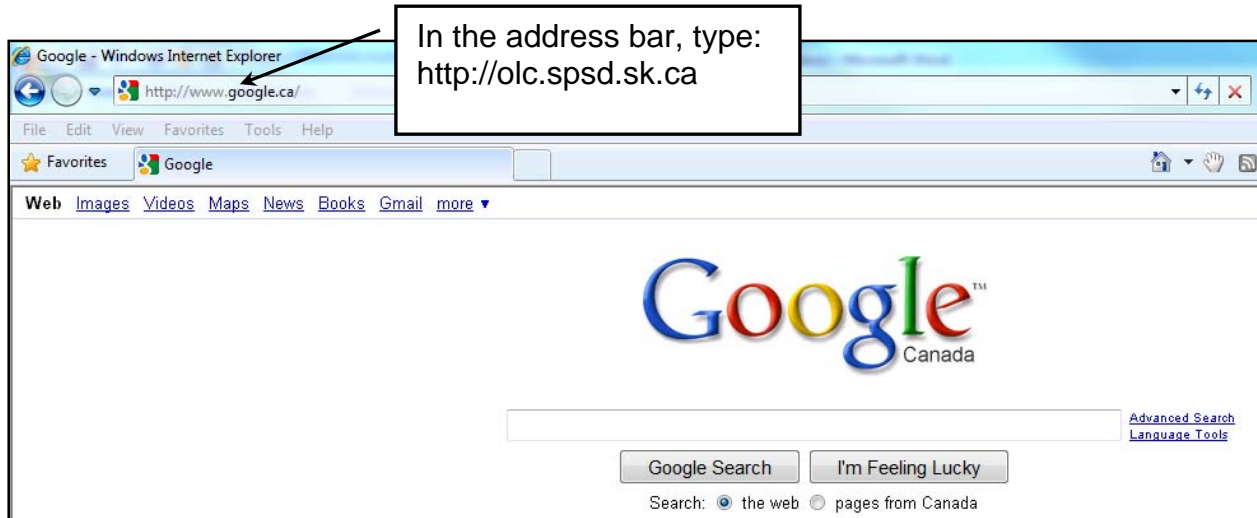 In the address bar, type:
http://olc.spsd.sk.ca
Google - Windows Internet Explorer
http://www.google.ca/
File Edit View Favorites Tools Help
Favorites Google
Web Images Videos Maps News Books Gmail more ▼
Google™
Canada
Advanced Search
Language Tools
Google Search I'm Feeling Lucky
Search: the web pages from Canada